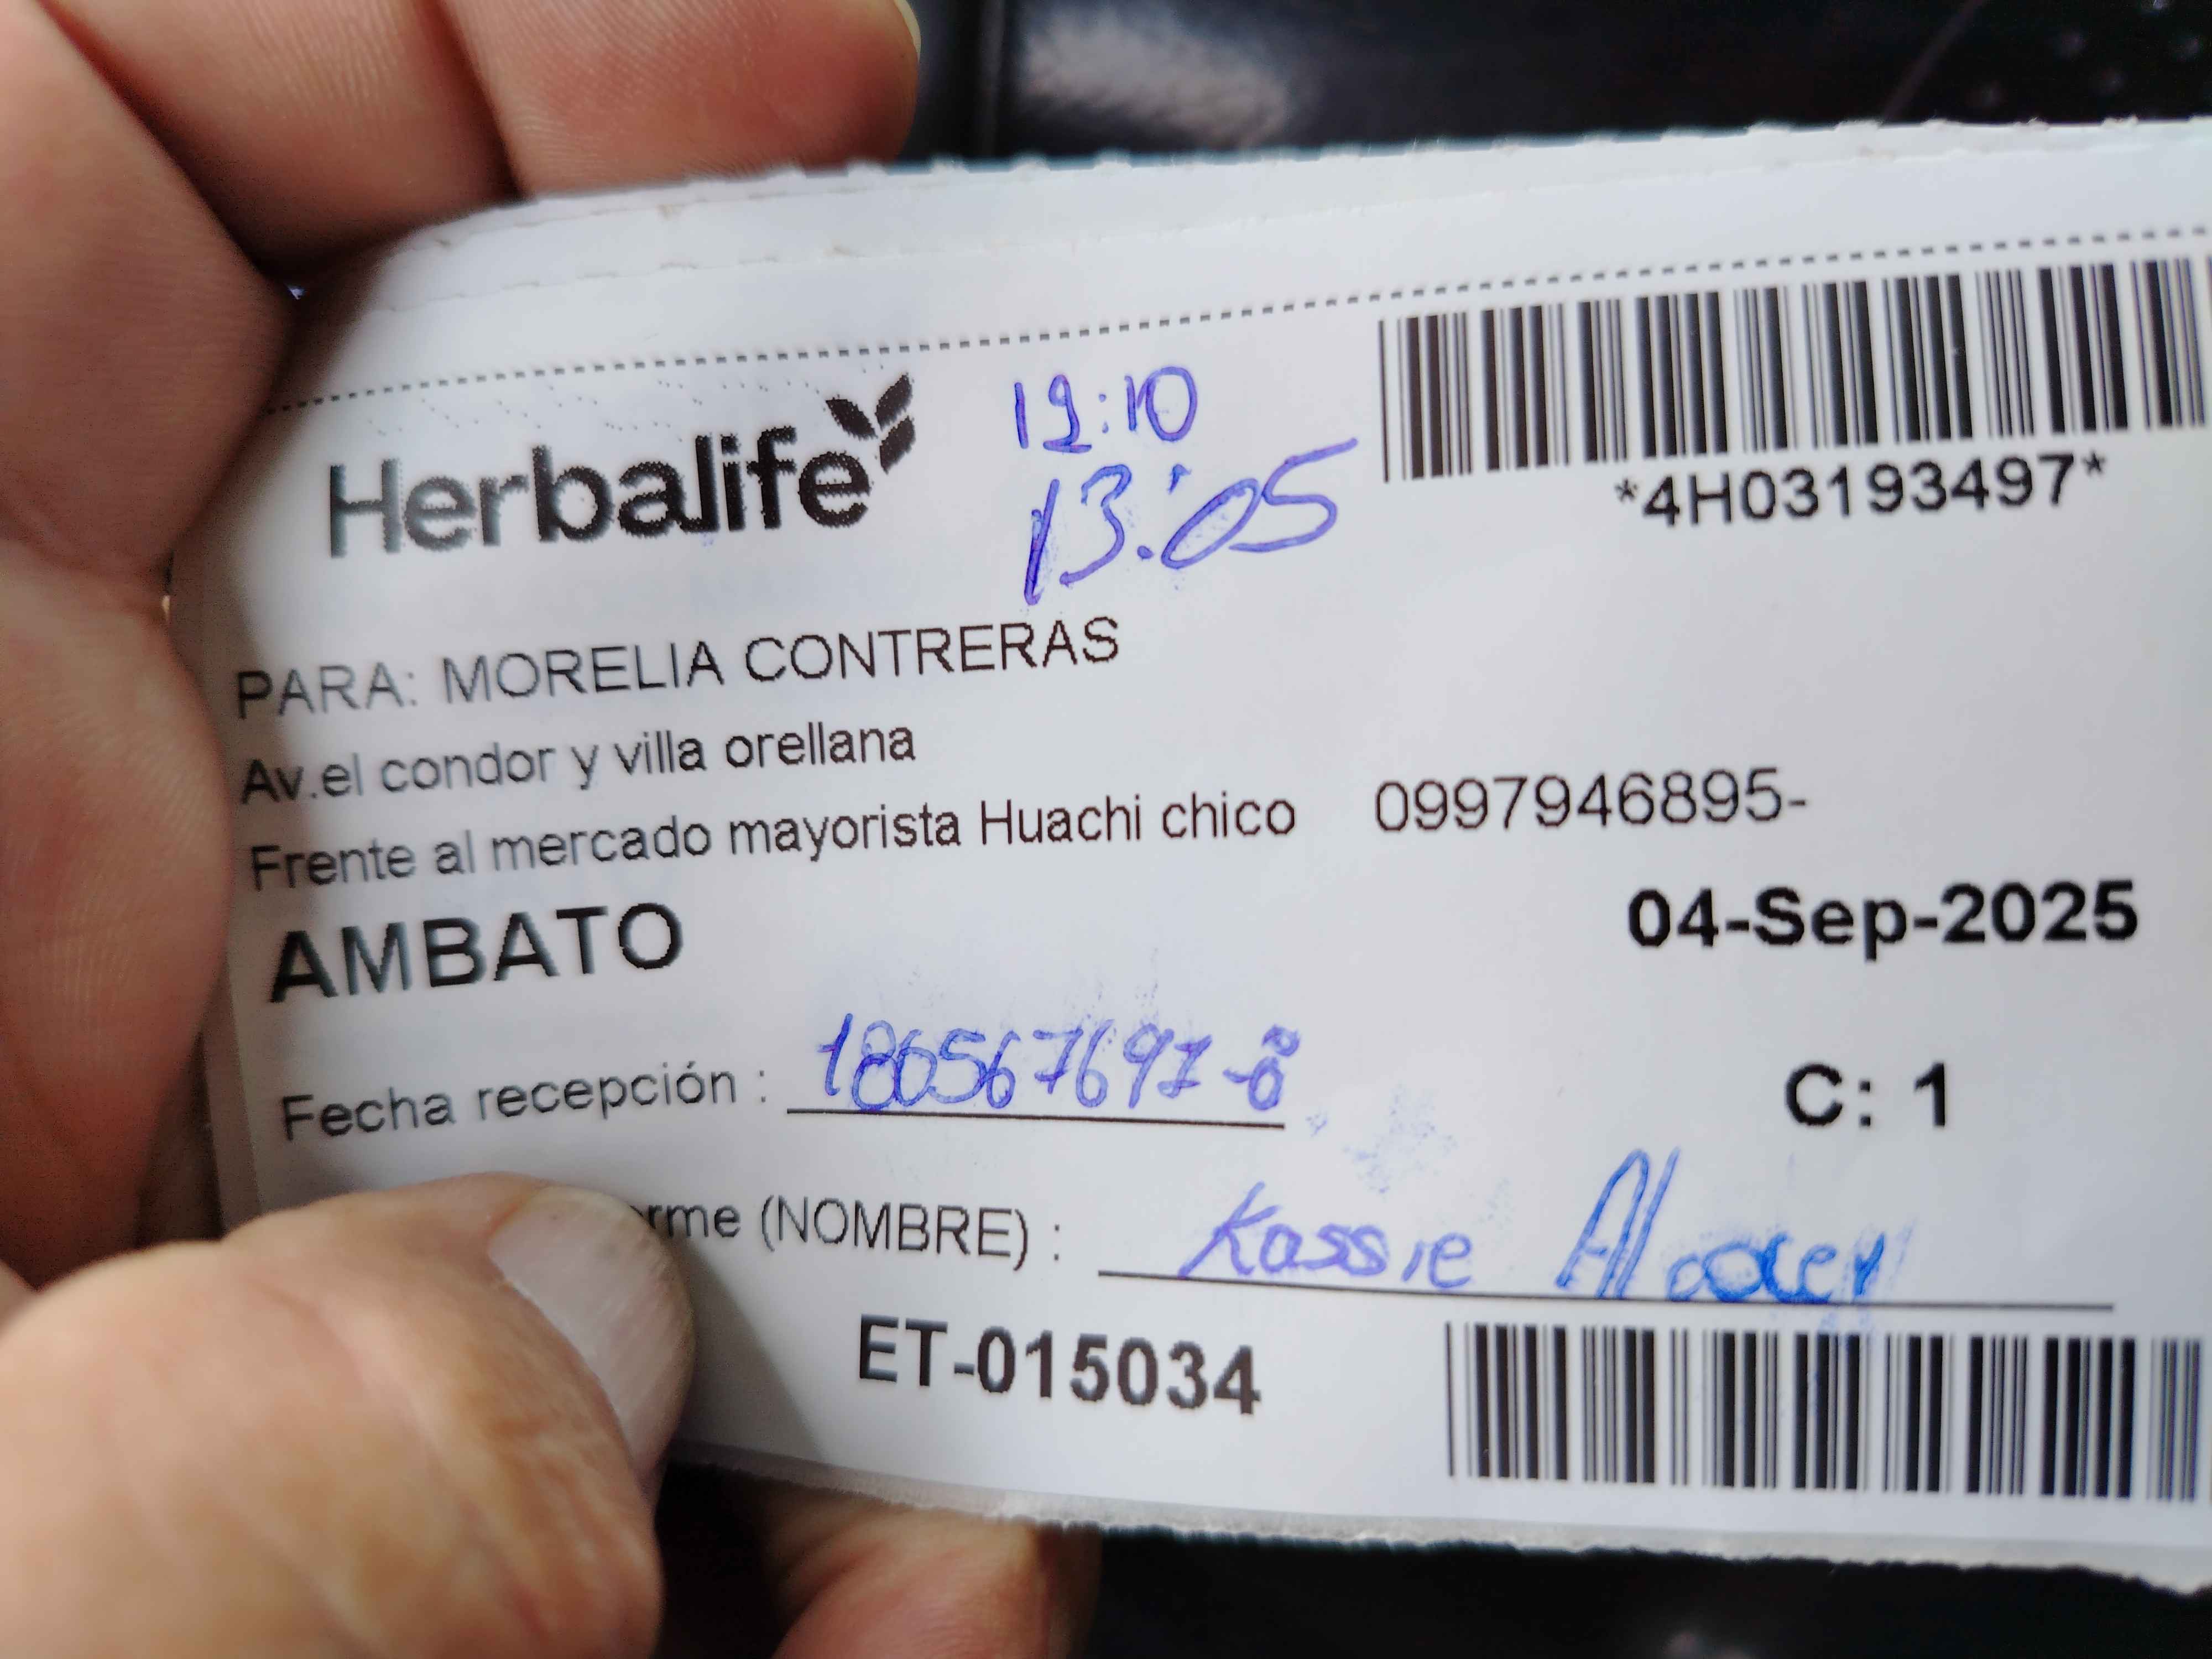 Herbalife
12:10
13:05
*4H03193497*
PARA: MORELIA CONTRERAS
Av.el condor y villa orellana
Frente al mercado mayorista Huachi chico 0997946895-
AMBATO
04-Sep-2025
Fecha recepción :
C: 1
rme (NOMBRE) : Kassie
ET-015034